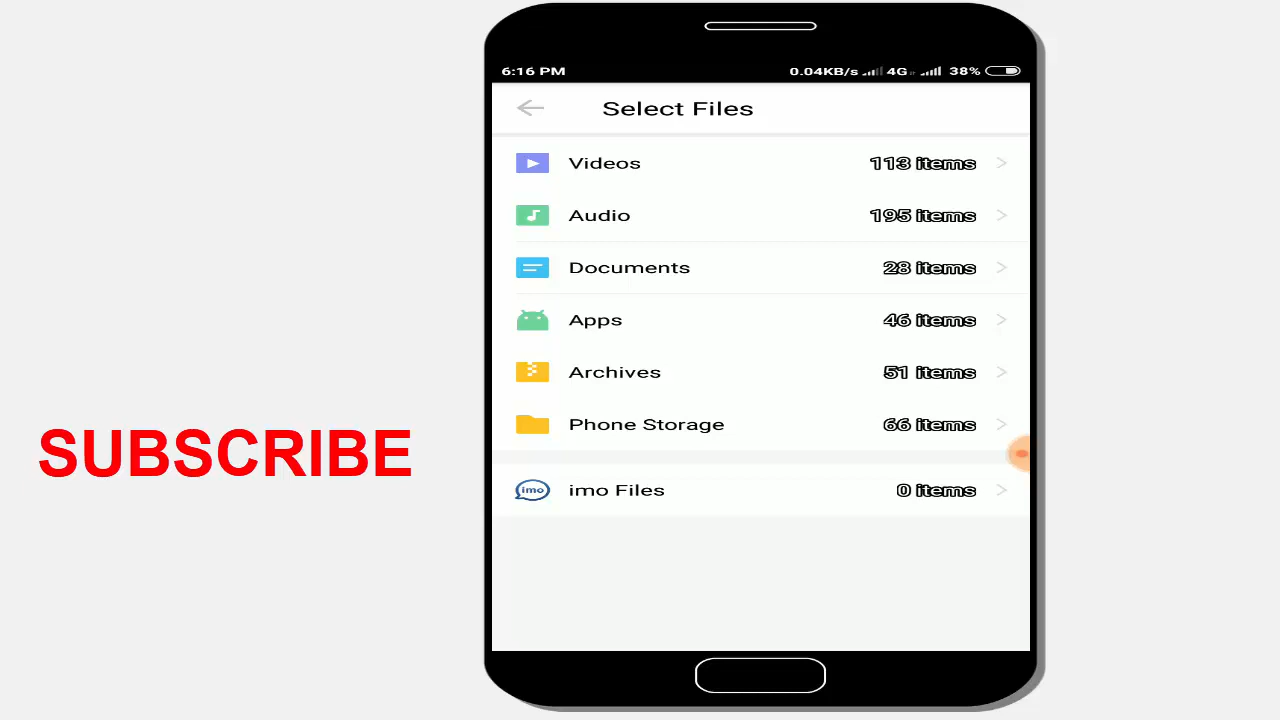 6:16 PM 0.04KB/s 4G 38%
Select Files
Videos 113 items
Audio 195 items
Documents 28 items
Apps 46 items
Archives 51 items
Phone Storage 66 items
SUBSCRIBE
imo imo Files 0 items